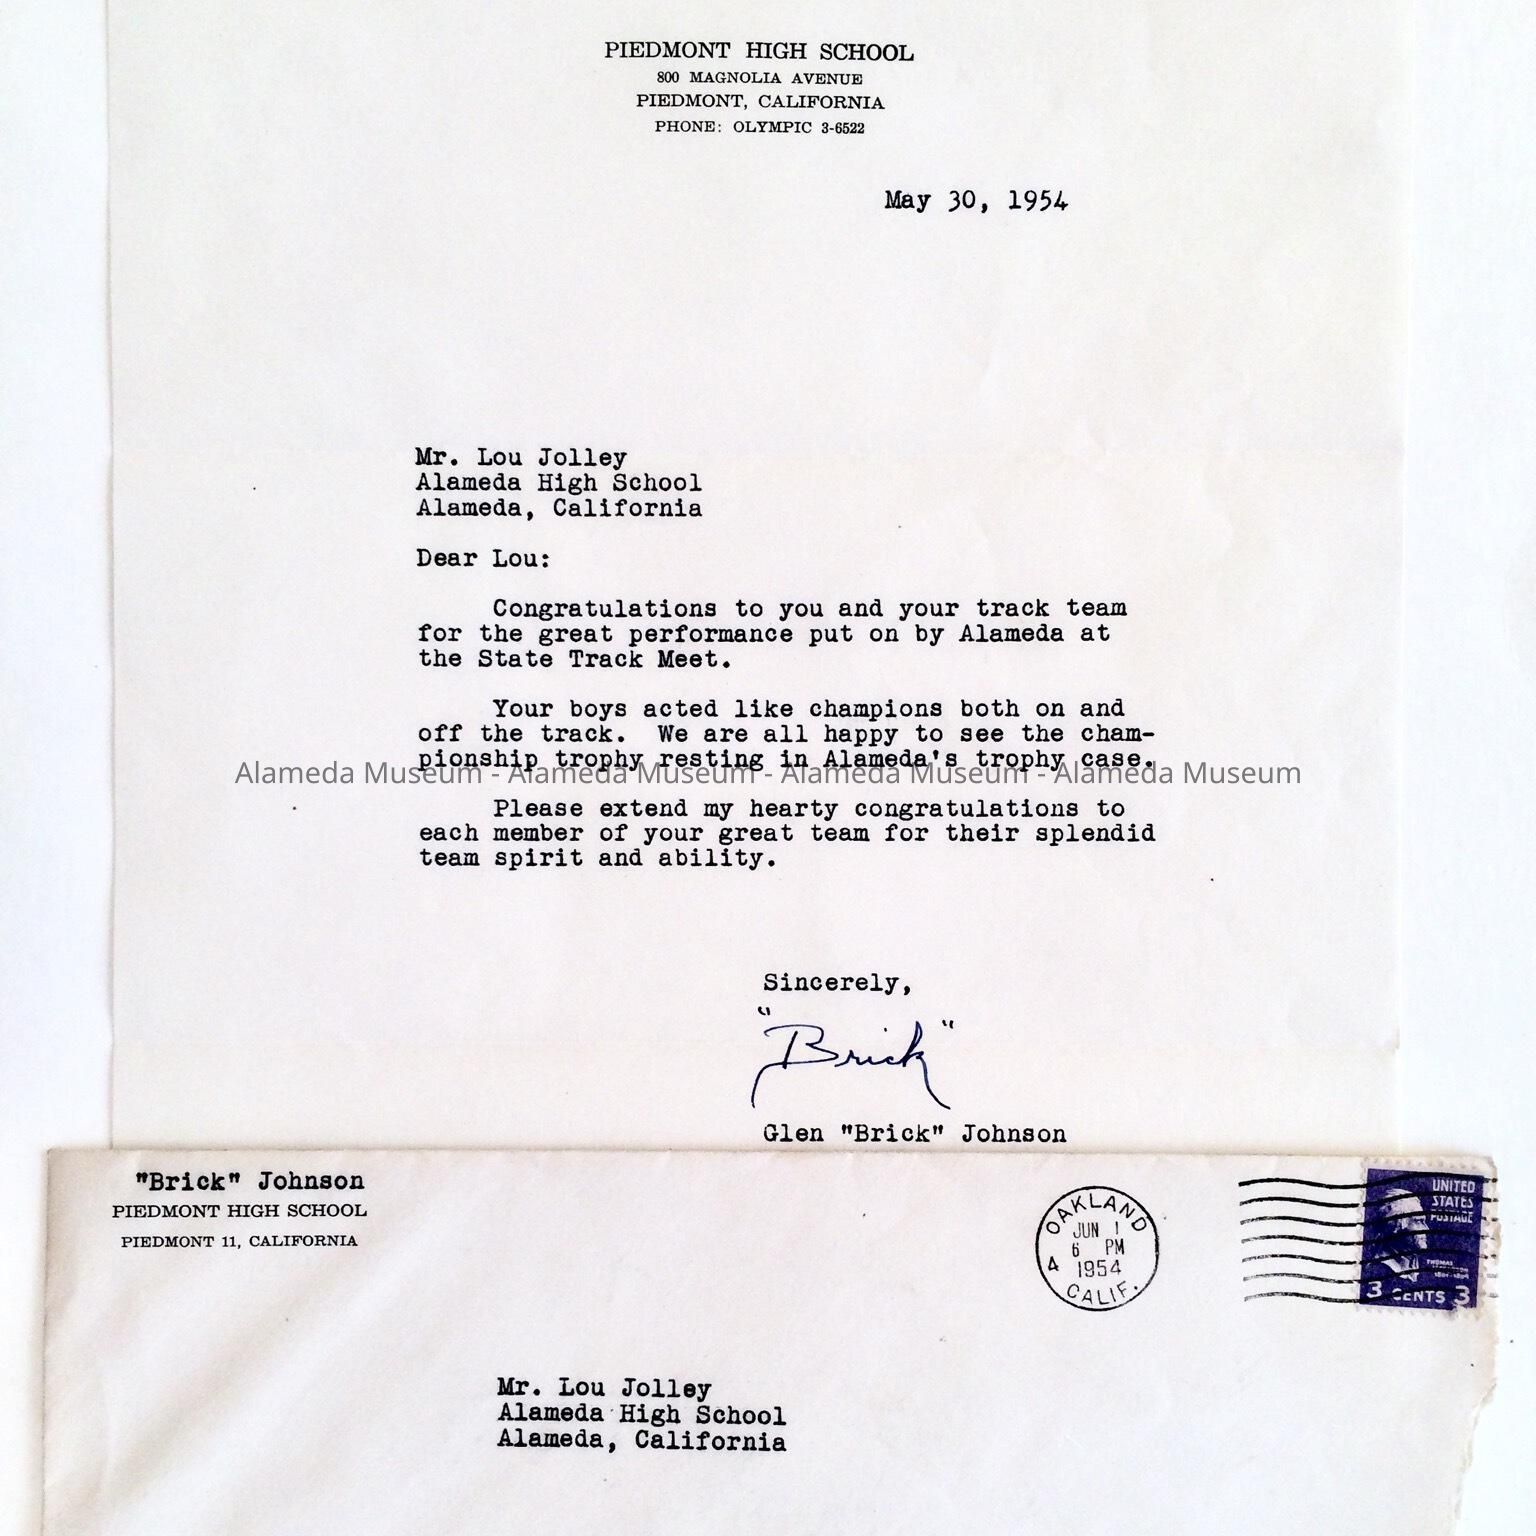 PIEDMONT HIGH SCHOOL
800 MAGNOLIA AVENUE
PIEDMONT, CALIFORNIA
PHONE: OLYMPIC 3-6522
May 30, 1954
Mr. Lou Jolley
Alameda High School
Alameda, California
Dear Lou:
Congratulations to you and your track team
for the great performance put on by Alameda at
the State Track Meet.
Your boys acted like champions both on and
off the track. We are all happy to see the cham-
pionship trophy resting in Alameda's trophy case.
Alameda Museum - Alameda Museum - Alameda Museum - Alameda Museum
Please extend my hearty congratulations to
each member of your great team for their splendid
team spirit and ability.
Sincerely,
"Brick"
Glen "Brick" Johnson
"Brick" Johnson
PIEDMONT HIGH SCHOOL
PIEDMONT 11, CALIFORNIA
OAKLAND
JUN 1
6 PM
1954
4
CALIF.
UNITED
STATES
POSTAGE
THOMAS
3 CENTS 3
Mr. Lou Jolley
Alameda High School
Alameda, California